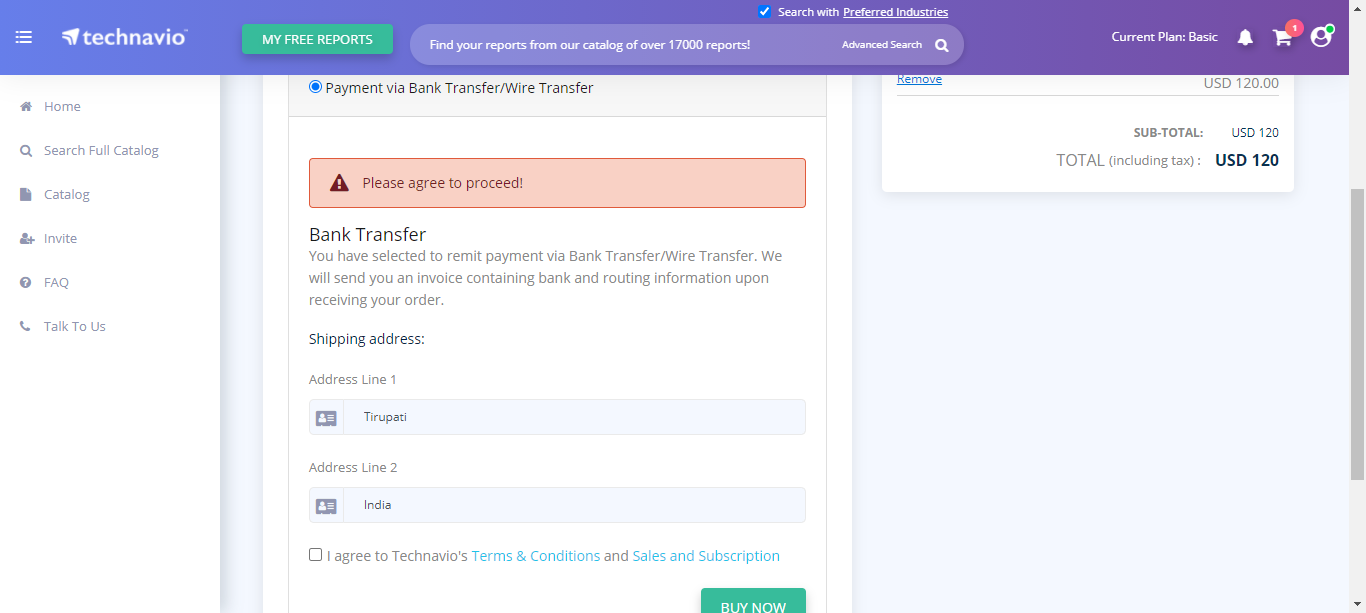 Search with Preferred Industries
technavio
MY FREE REPORTS
Find your reports from our catalog of over 17000 reports!
Advanced Search
Current Plan: Basic
1
Home
Search Full Catalog
Catalog
Invite
FAQ
Talk To Us
Payment via Bank Transfer/Wire Transfer
Please agree to proceed!
Bank Transfer
You have selected to remit payment via Bank Transfer/Wire Transfer. We
will send you an invoice containing bank and routing information upon
receiving your order.
Shipping address:
Address Line 1
Tirupati
Address Line 2
India
I agree to Technavio's Terms & Conditions and Sales and Subscription
BUY NOW
Remove
USD 120.00
SUB-TOTAL: USD 120
TOTAL (including tax) : USD 120